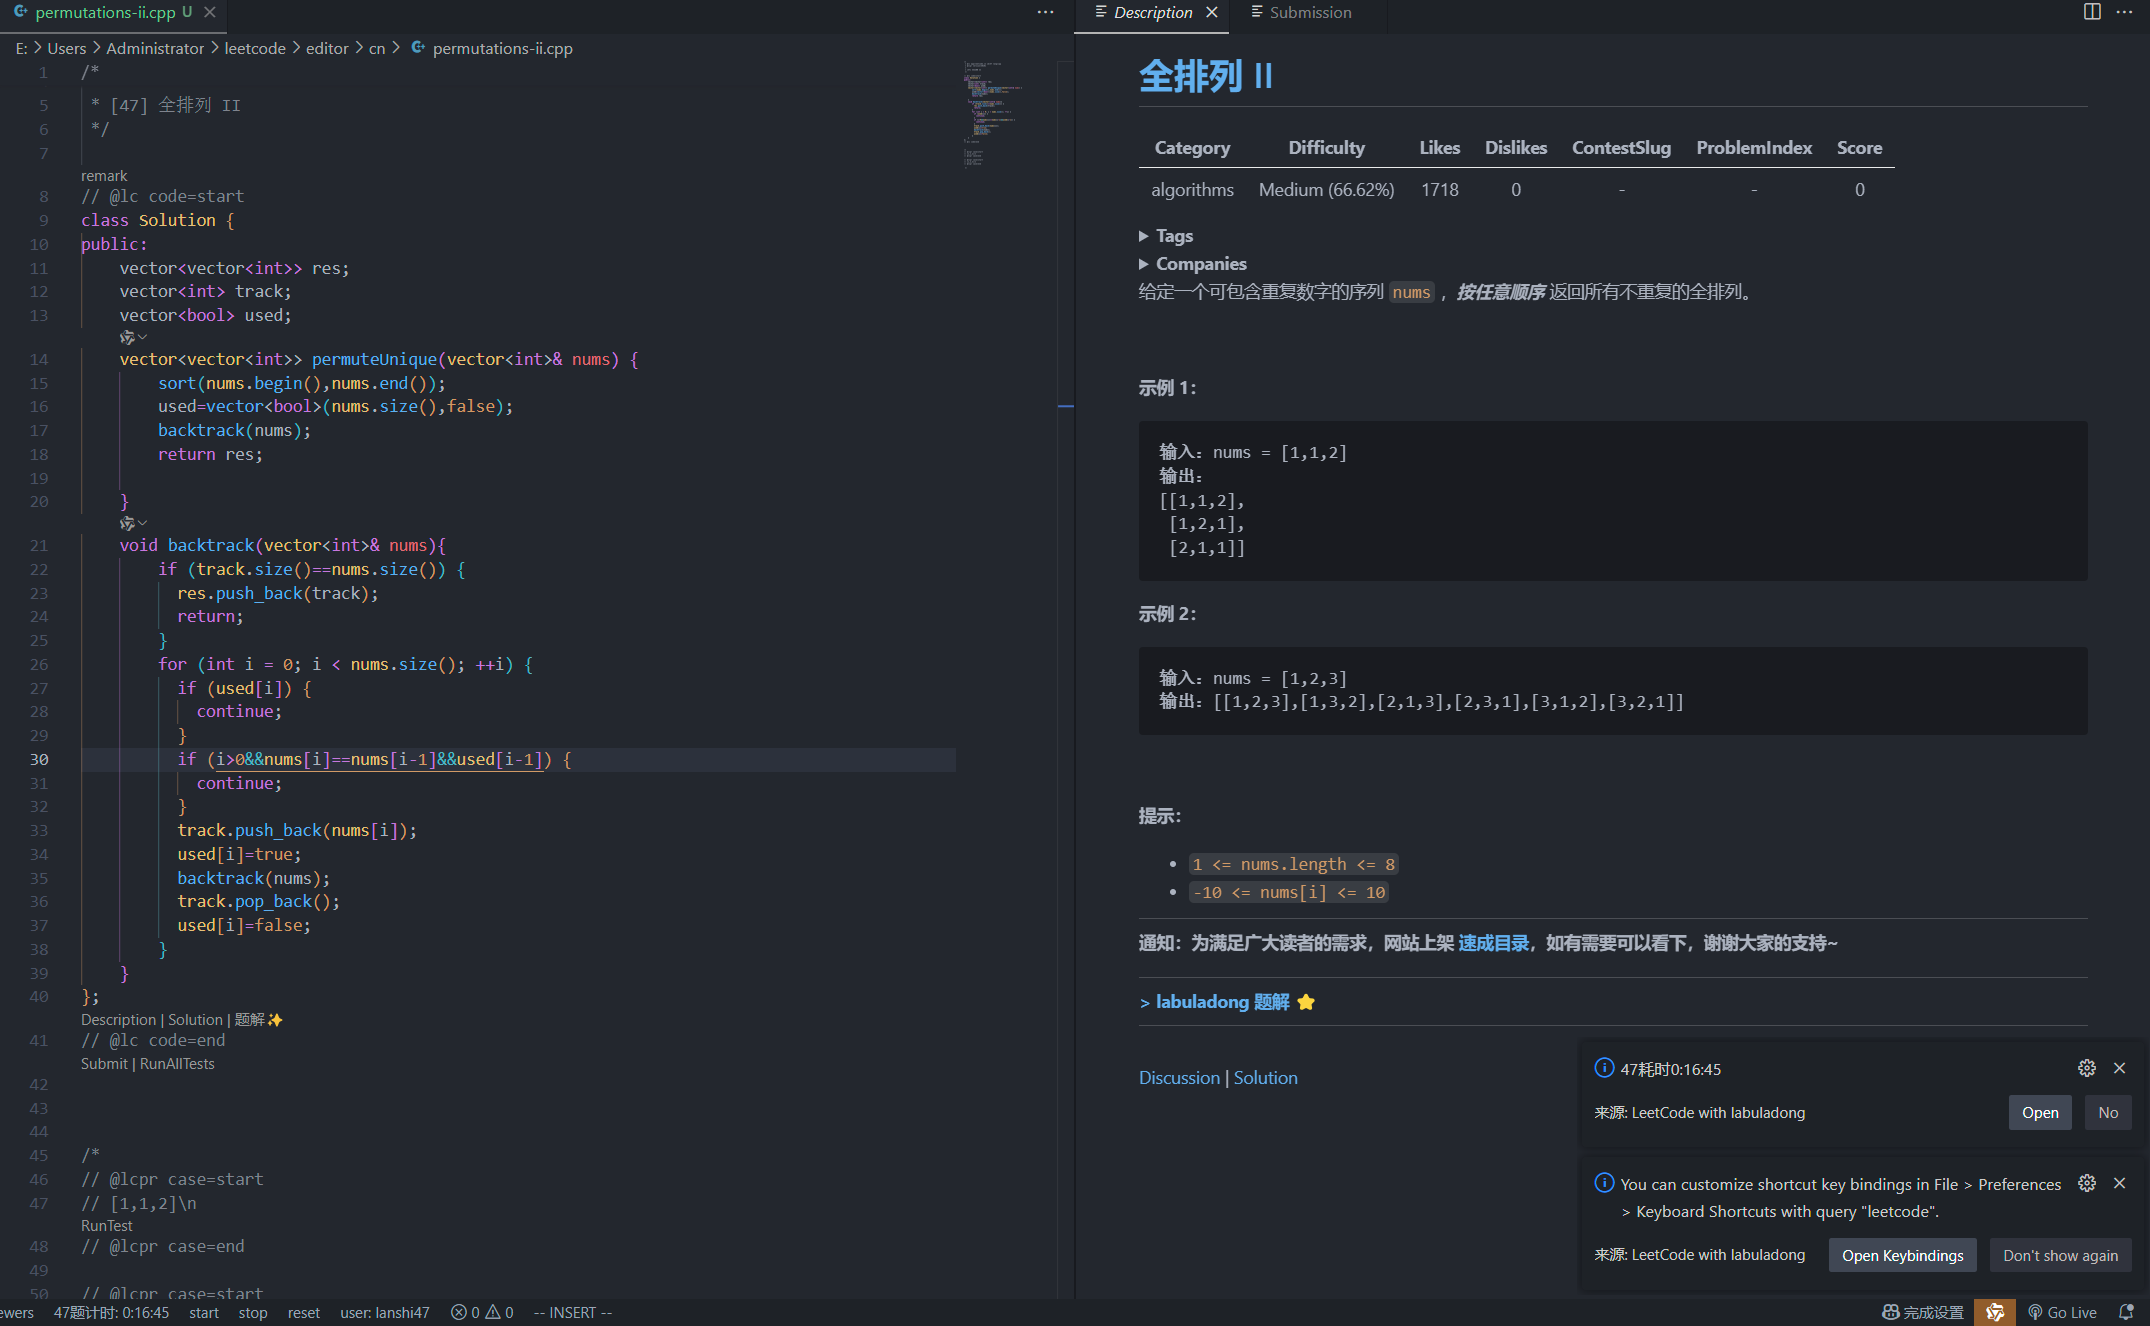 permutations-ii.cpp U
E: > Users > Administrator > leetcode > editor > cn > permutations-ii.cpp
1 /*
5 * [47] 全排列 II
6 */
7
remark
8 // @lc code=start
9 class Solution {
10 public:
11 vector<vector<int>> res;
12 vector<int> track;
13 vector<bool> used;
14 vector<vector<int>> permuteUnique(vector<int>& nums) {
15 sort(nums.begin(),nums.end());
16 used=vector<bool>(nums.size(),false);
17 backtrack(nums);
18 return res;
19
20 }
21 void backtrack(vector<int>& nums){
22 if (track.size()==nums.size()) {
23 res.push_back(track);
24 return;
25 }
26 for (int i = 0; i < nums.size(); ++i) {
27 if (used[i]) {
28 continue;
29 }
30 if (i>0&&nums[i]==nums[i-1]&&used[i-1]) {
31 continue;
32 }
33 track.push_back(nums[i]);
34 used[i]=true;
35 backtrack(nums);
36 track.pop_back();
37 used[i]=false;
38 }
39 }
40 };
Description | Solution | 题解✨
41 // @lc code=end
Submit | RunAllTests
42
43
44
45 /*
46 // @lcpr case=start
47 // [1,1,2]\n
RunTest
48 // @lcpr case=end
49
50 // @lcpr case=start
Description
Submission
全排列 II
Category Difficulty Likes Dislikes ContestSlug ProblemIndex Score
algorithms Medium (66.62%) 1718 0 - - 0
Tags
Companies
给定一个可包含重复数字的序列 nums ，按任意顺序 返回所有不重复的全排列。
示例 1：
输入：nums = [1,1,2]
输出：
[[1,1,2],
[1,2,1],
[2,1,1]]
示例 2：
输入：nums = [1,2,3]
输出：[[1,2,3],[1,3,2],[2,1,3],[2,3,1],[3,1,2],[3,2,1]]
提示：
1 <= nums.length <= 8
-10 <= nums[i] <= 10
通知：为满足广大读者的需求，网站上架 速成目录，如有需要可以看下，谢谢大家的支持~
> labuladong 题解 ⭐
Discussion | Solution
47耗时0:16:45
来源: LeetCode with labuladong
Open No
You can customize shortcut key bindings in File > Preferences
> Keyboard Shortcuts with query "leetcode".
来源: LeetCode with labuladong
Open Keybindings Don't show again
ewers 47题计时: 0:16:45 start stop reset user: lanshi47 0 0 -- INSERT -- 完成设置 Go Live